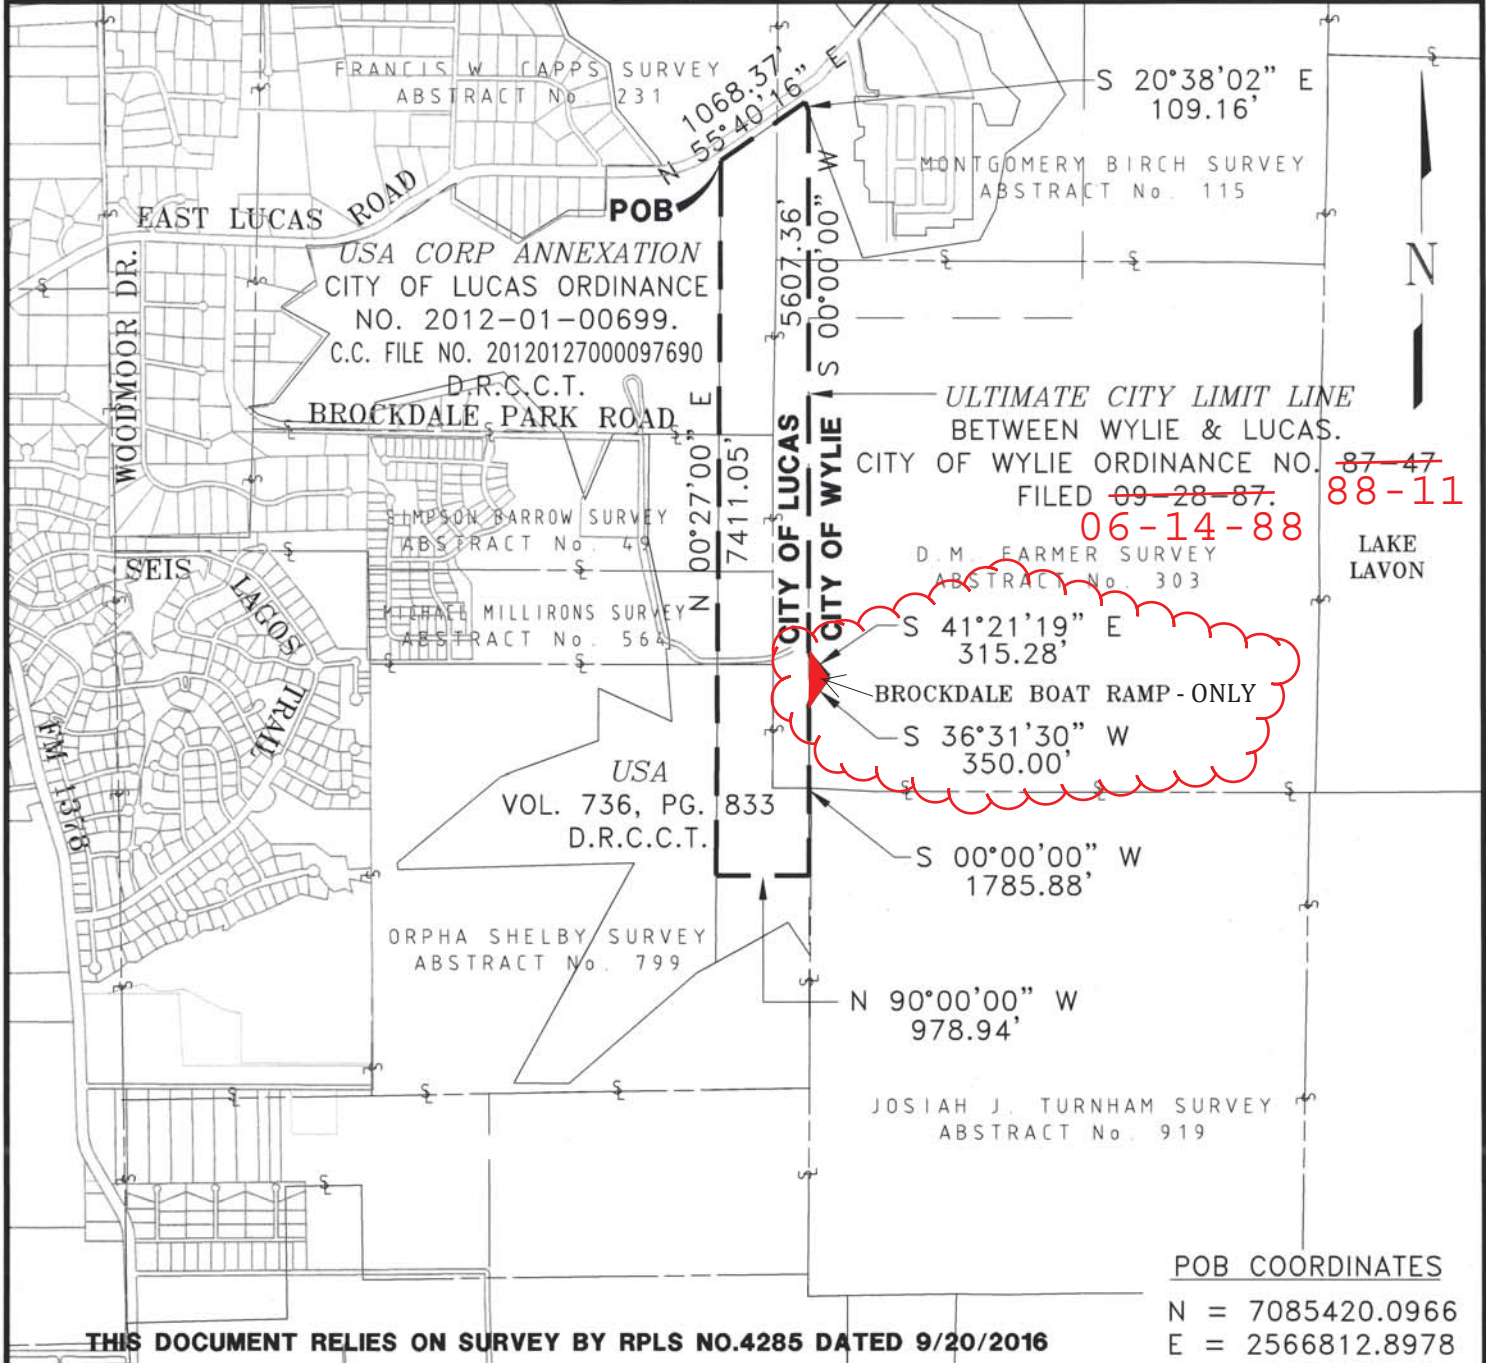 FRANCIS W. CAPPS SURVEY
ABSTRACT No. 231
1068.37'
N 55°40'16" E
S 20°38'02" E
109.16'
MONTGOMERY BIRCH SURVEY
ABSTRACT No. 115
POB
EAST LUCAS ROAD
WOODMOOR DR.
USA CORP ANNEXATION
CITY OF LUCAS ORDINANCE
NO. 2012-01-00699.
C.C. FILE NO. 20120127000097690
D.R.C.C.T.
BROCKDALE PARK ROAD
N 00°27'00" E
7411.05'
5607.36'
S 00°00'00" W
CITY OF LUCAS
CITY OF WYLIE
N
ULTIMATE CITY LIMIT LINE
BETWEEN WYLIE & LUCAS.
CITY OF WYLIE ORDINANCE NO. 87-47
88-11
FILED 09-28-87.
06-14-88
LAKE
LAVON
SIMPSON BARROW SURVEY
ABSTRACT No. 49
D.M. FARMER SURVEY
ABSTRACT No. 303
SEIS LAGOS TRAIL
MICHAEL MILLIRONS SURVEY
ABSTRACT No. 564
S 41°21'19" E
315.28'
BROCKDALE BOAT RAMP - ONLY
S 36°31'30" W
350.00'
FM 1378
USA
VOL. 736, PG. 833
D.R.C.C.T.
S 00°00'00" W
1785.88'
ORPHA SHELBY SURVEY
ABSTRACT No. 799
N 90°00'00" W
978.94'
JOSIAH J. TURNHAM SURVEY
ABSTRACT No. 919
POB COORDINATES
N = 7085420.0966
E = 2566812.8978
THIS DOCUMENT RELIES ON SURVEY BY RPLS NO.4285 DATED 9/20/2016